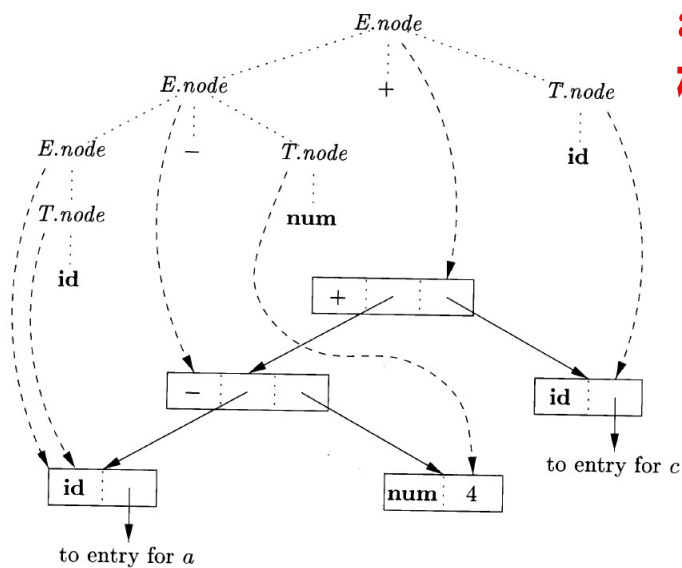 E.node
E.node + T.node
E.node − T.node id
T.node num
id
+
− id
to entry for c
id num 4
to entry for a